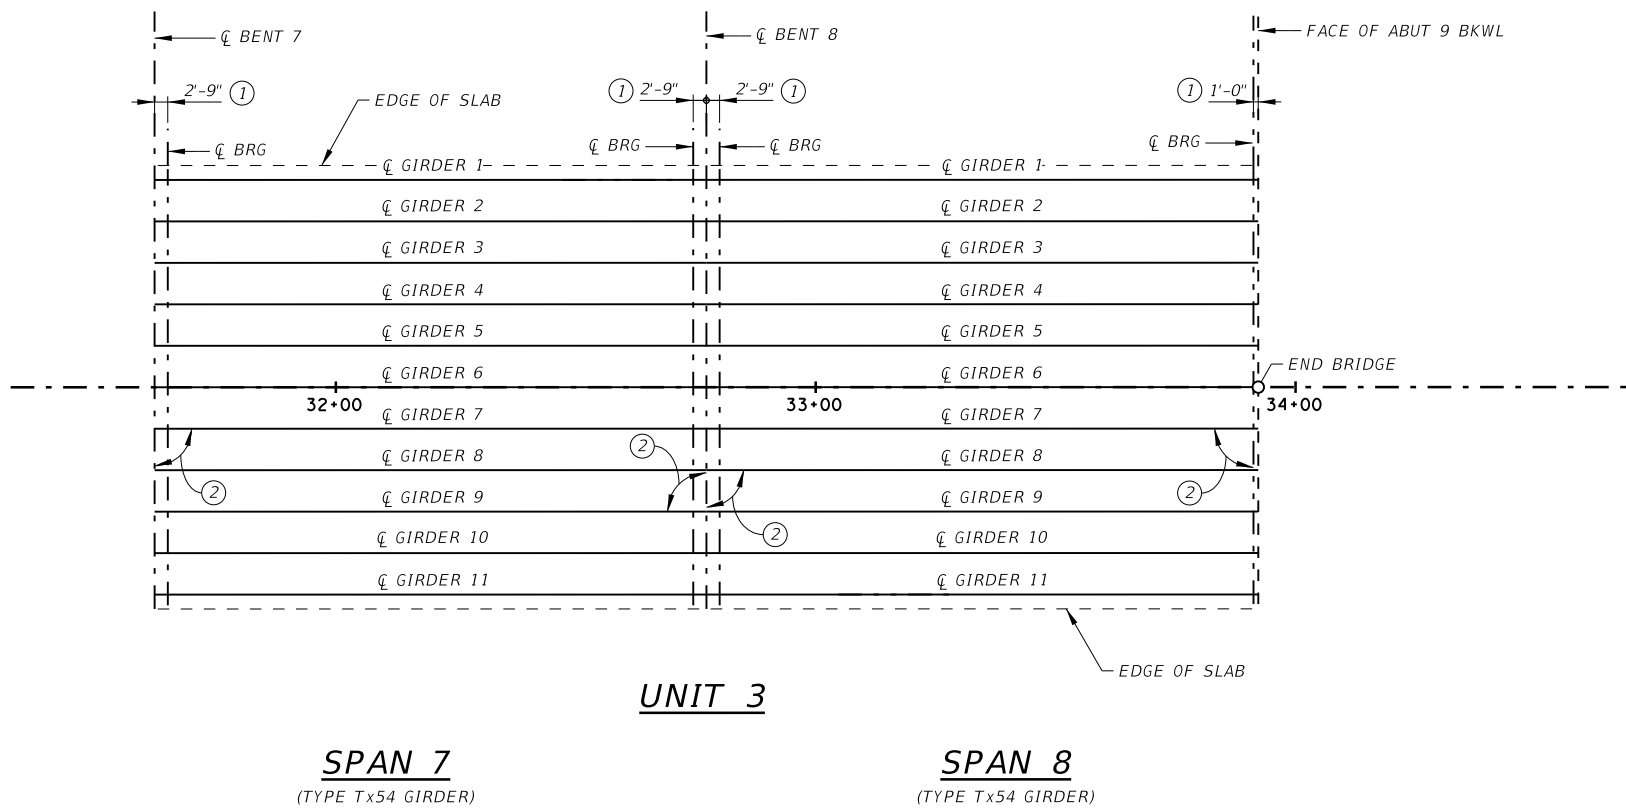 ℄ BENT 7
℄ BENT 8
FACE OF ABUT 9 BKWL
2'-9" 1
EDGE OF SLAB
1 2'-9"
2'-9" 1
1 1'-0"
℄ BRG
℄ BRG
℄ BRG
℄ BRG
℄ GIRDER 1
℄ GIRDER 1
℄ GIRDER 2
℄ GIRDER 2
℄ GIRDER 3
℄ GIRDER 3
℄ GIRDER 4
℄ GIRDER 4
℄ GIRDER 5
℄ GIRDER 5
℄ GIRDER 6
℄ GIRDER 6
END BRIDGE
32+00
33+00
34+00
℄ GIRDER 7
℄ GIRDER 7
2
℄ GIRDER 8
℄ GIRDER 8
2
2
℄ GIRDER 9
℄ GIRDER 9
2
℄ GIRDER 10
℄ GIRDER 10
℄ GIRDER 11
℄ GIRDER 11
EDGE OF SLAB
UNIT 3
SPAN 7
(TYPE Tx54 GIRDER)
SPAN 8
(TYPE Tx54 GIRDER)